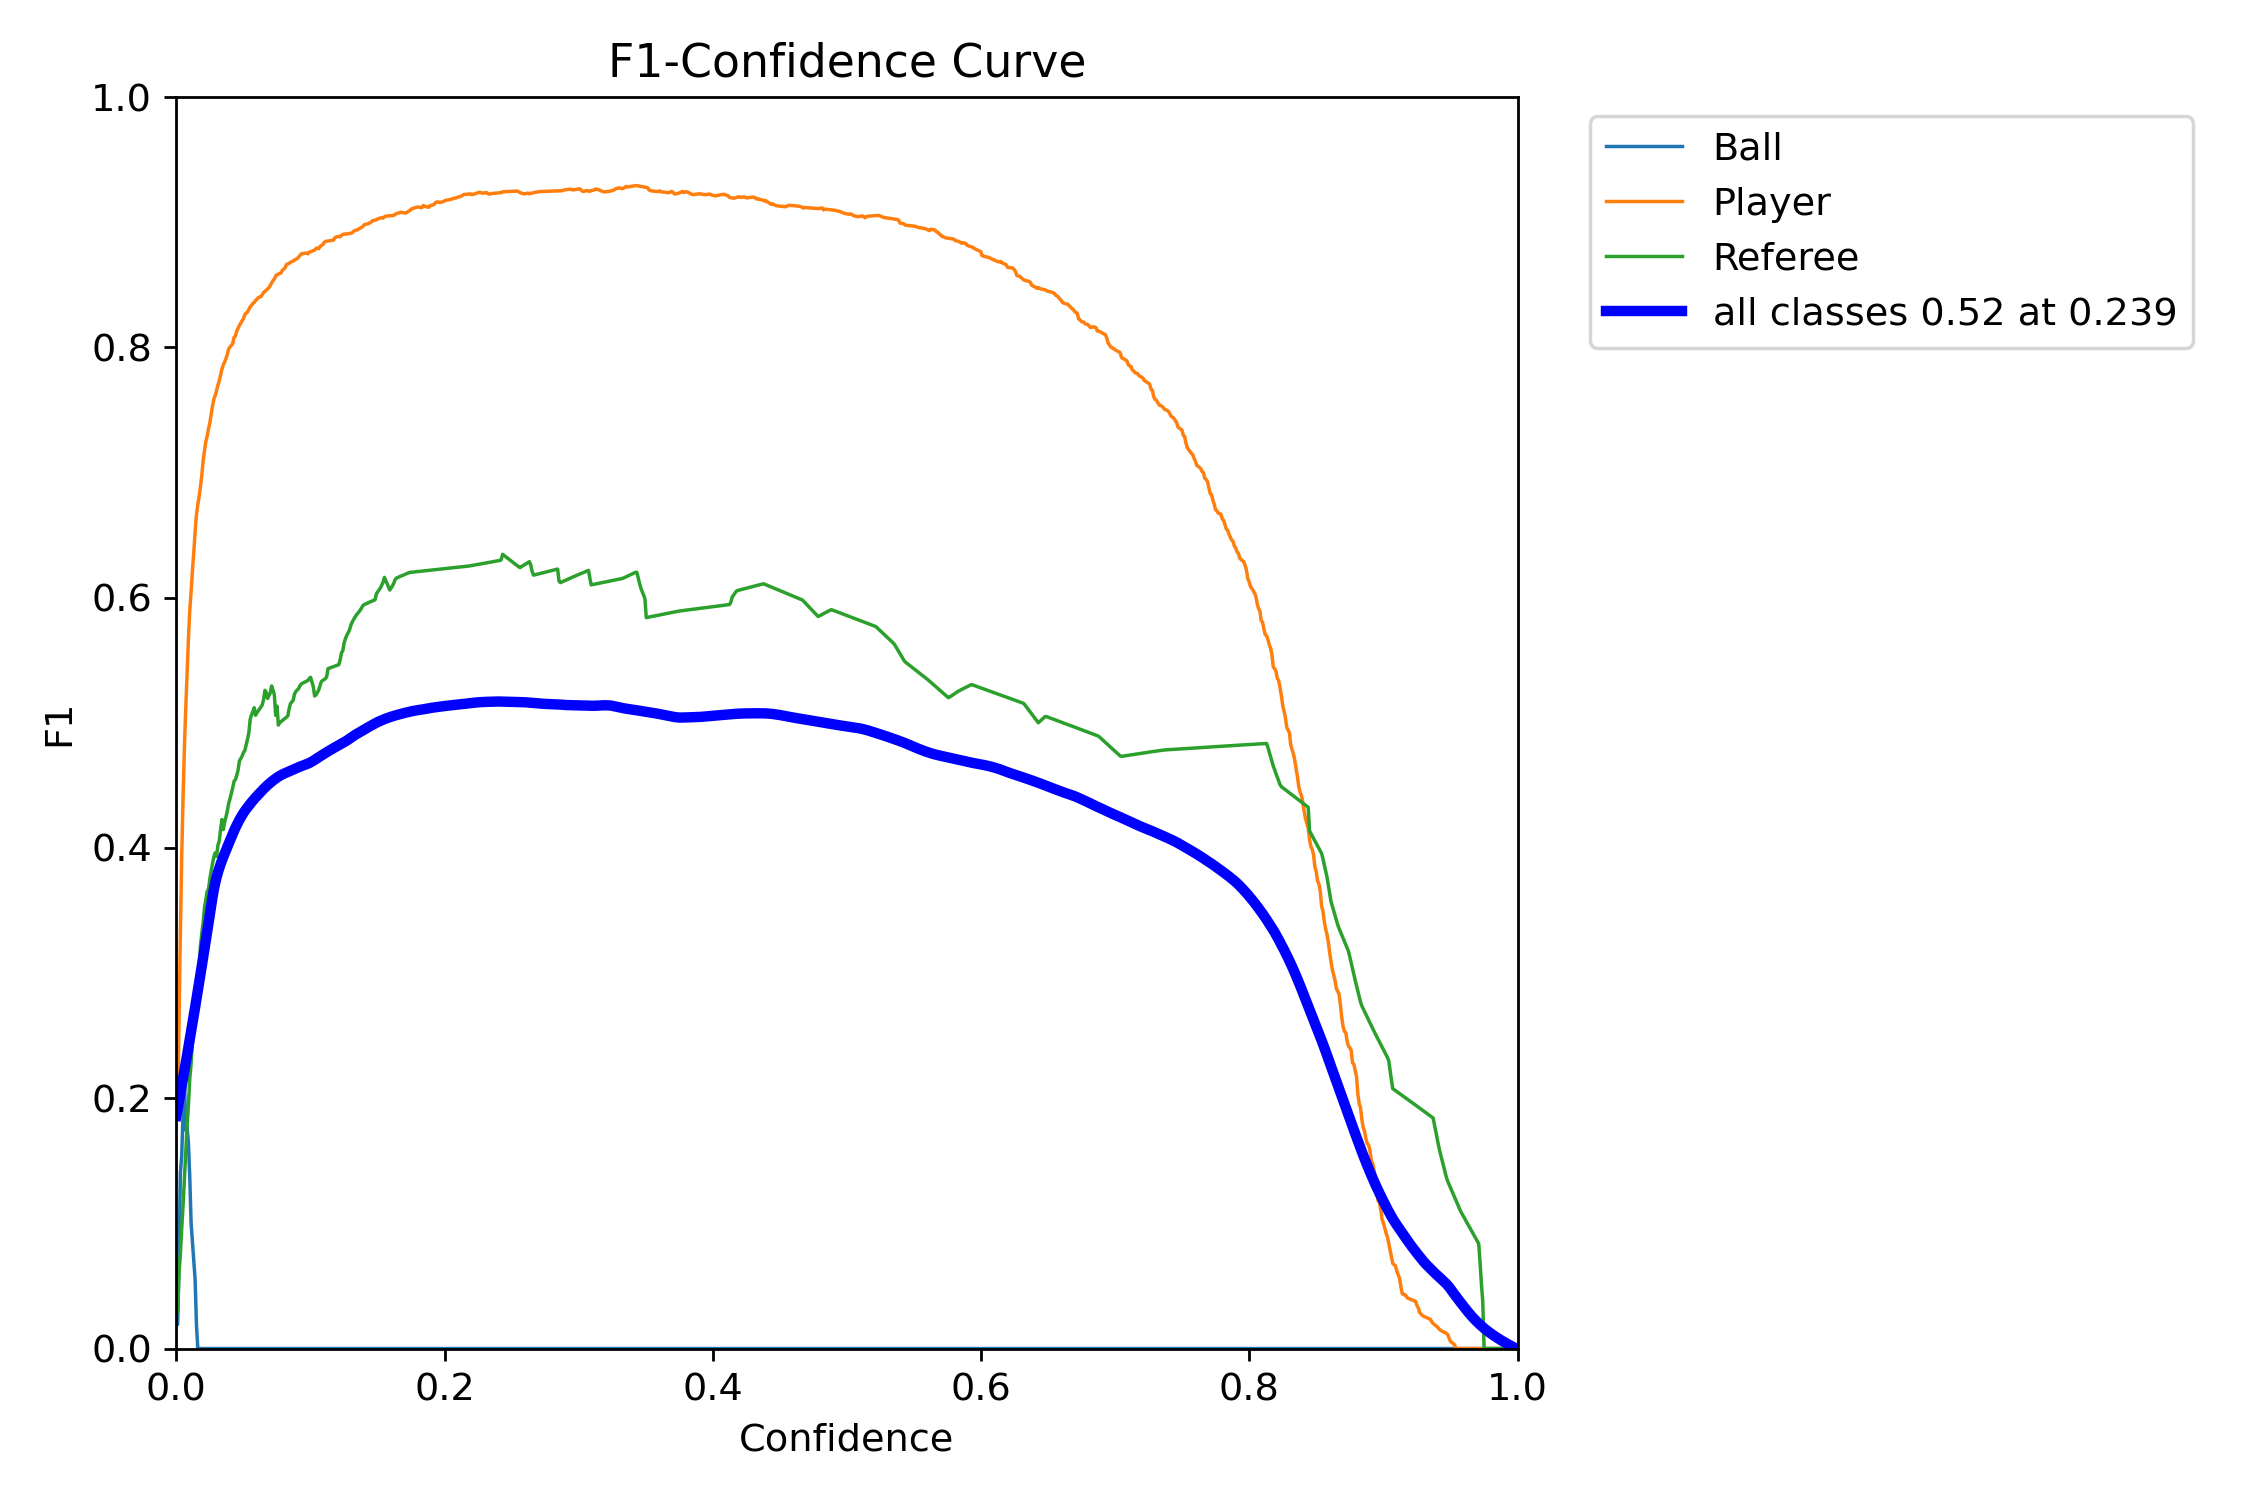 F1-Confidence Curve
1.0
0.8
0.6
0.4
0.2
0.0
F1
0.0 0.2 0.4 0.6 0.8 1.0
Confidence
Ball
Player
Referee
all classes 0.52 at 0.239